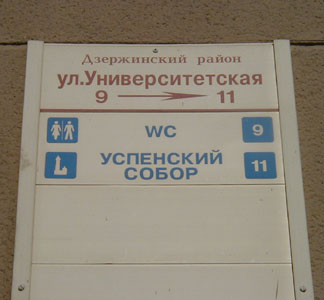 Дзержинский район
ул.Университетская
9 11
WC 9
УСПЕНСКИЙ
СОБОР 11